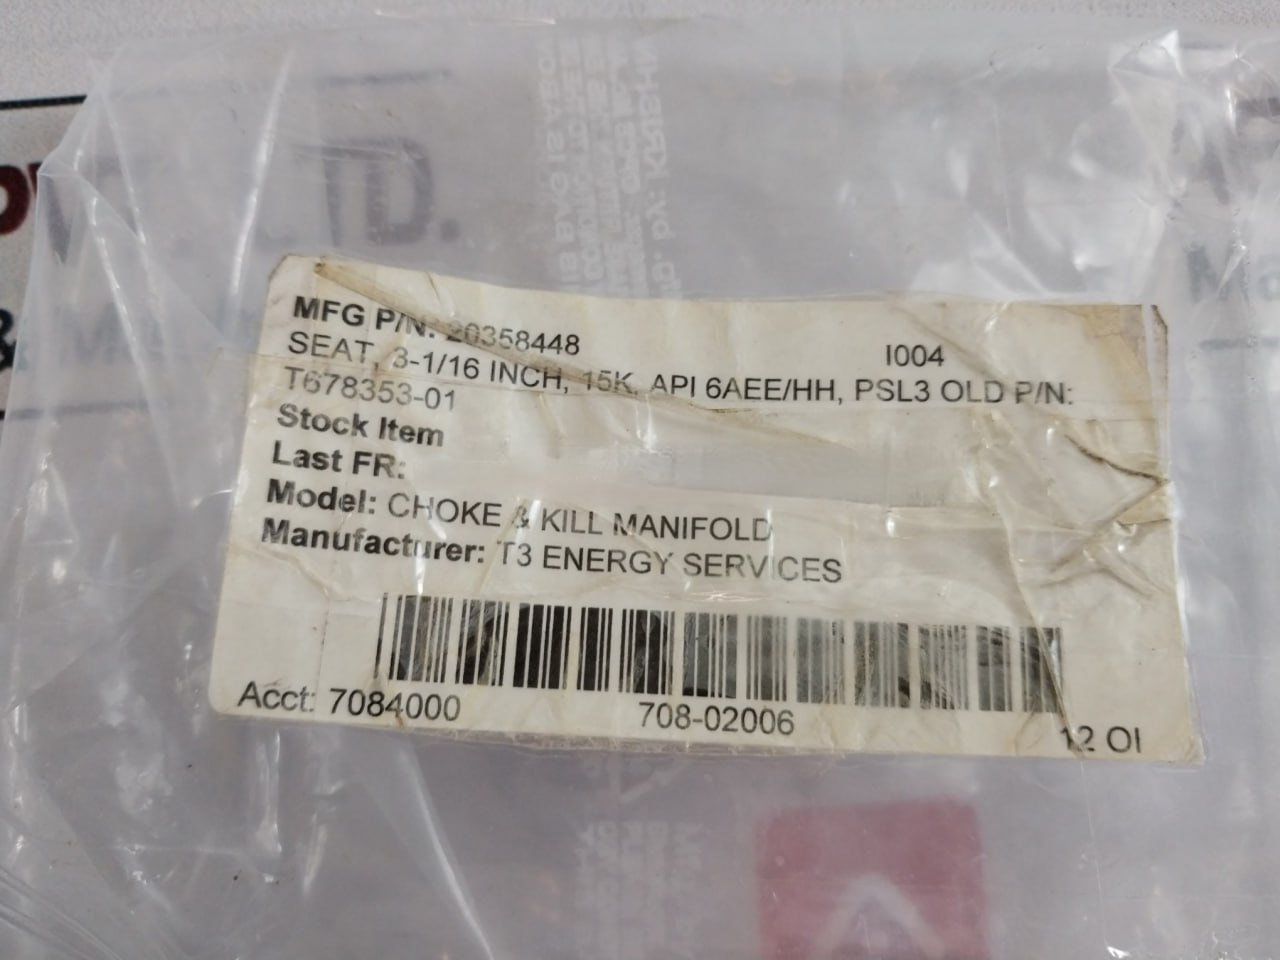 MFG P/N: 20358448 I004
SEAT, 3-1/16 INCH, 15K, API 6AEE/HH, PSL3 OLD P/N:
T678353-01
Stock Item
Last FR:
Model: CHOKE & KILL MANIFOLD
Manufacturer: T3 ENERGY SERVICES
Acct: 7084000 708-02006 12 OI
LTD.